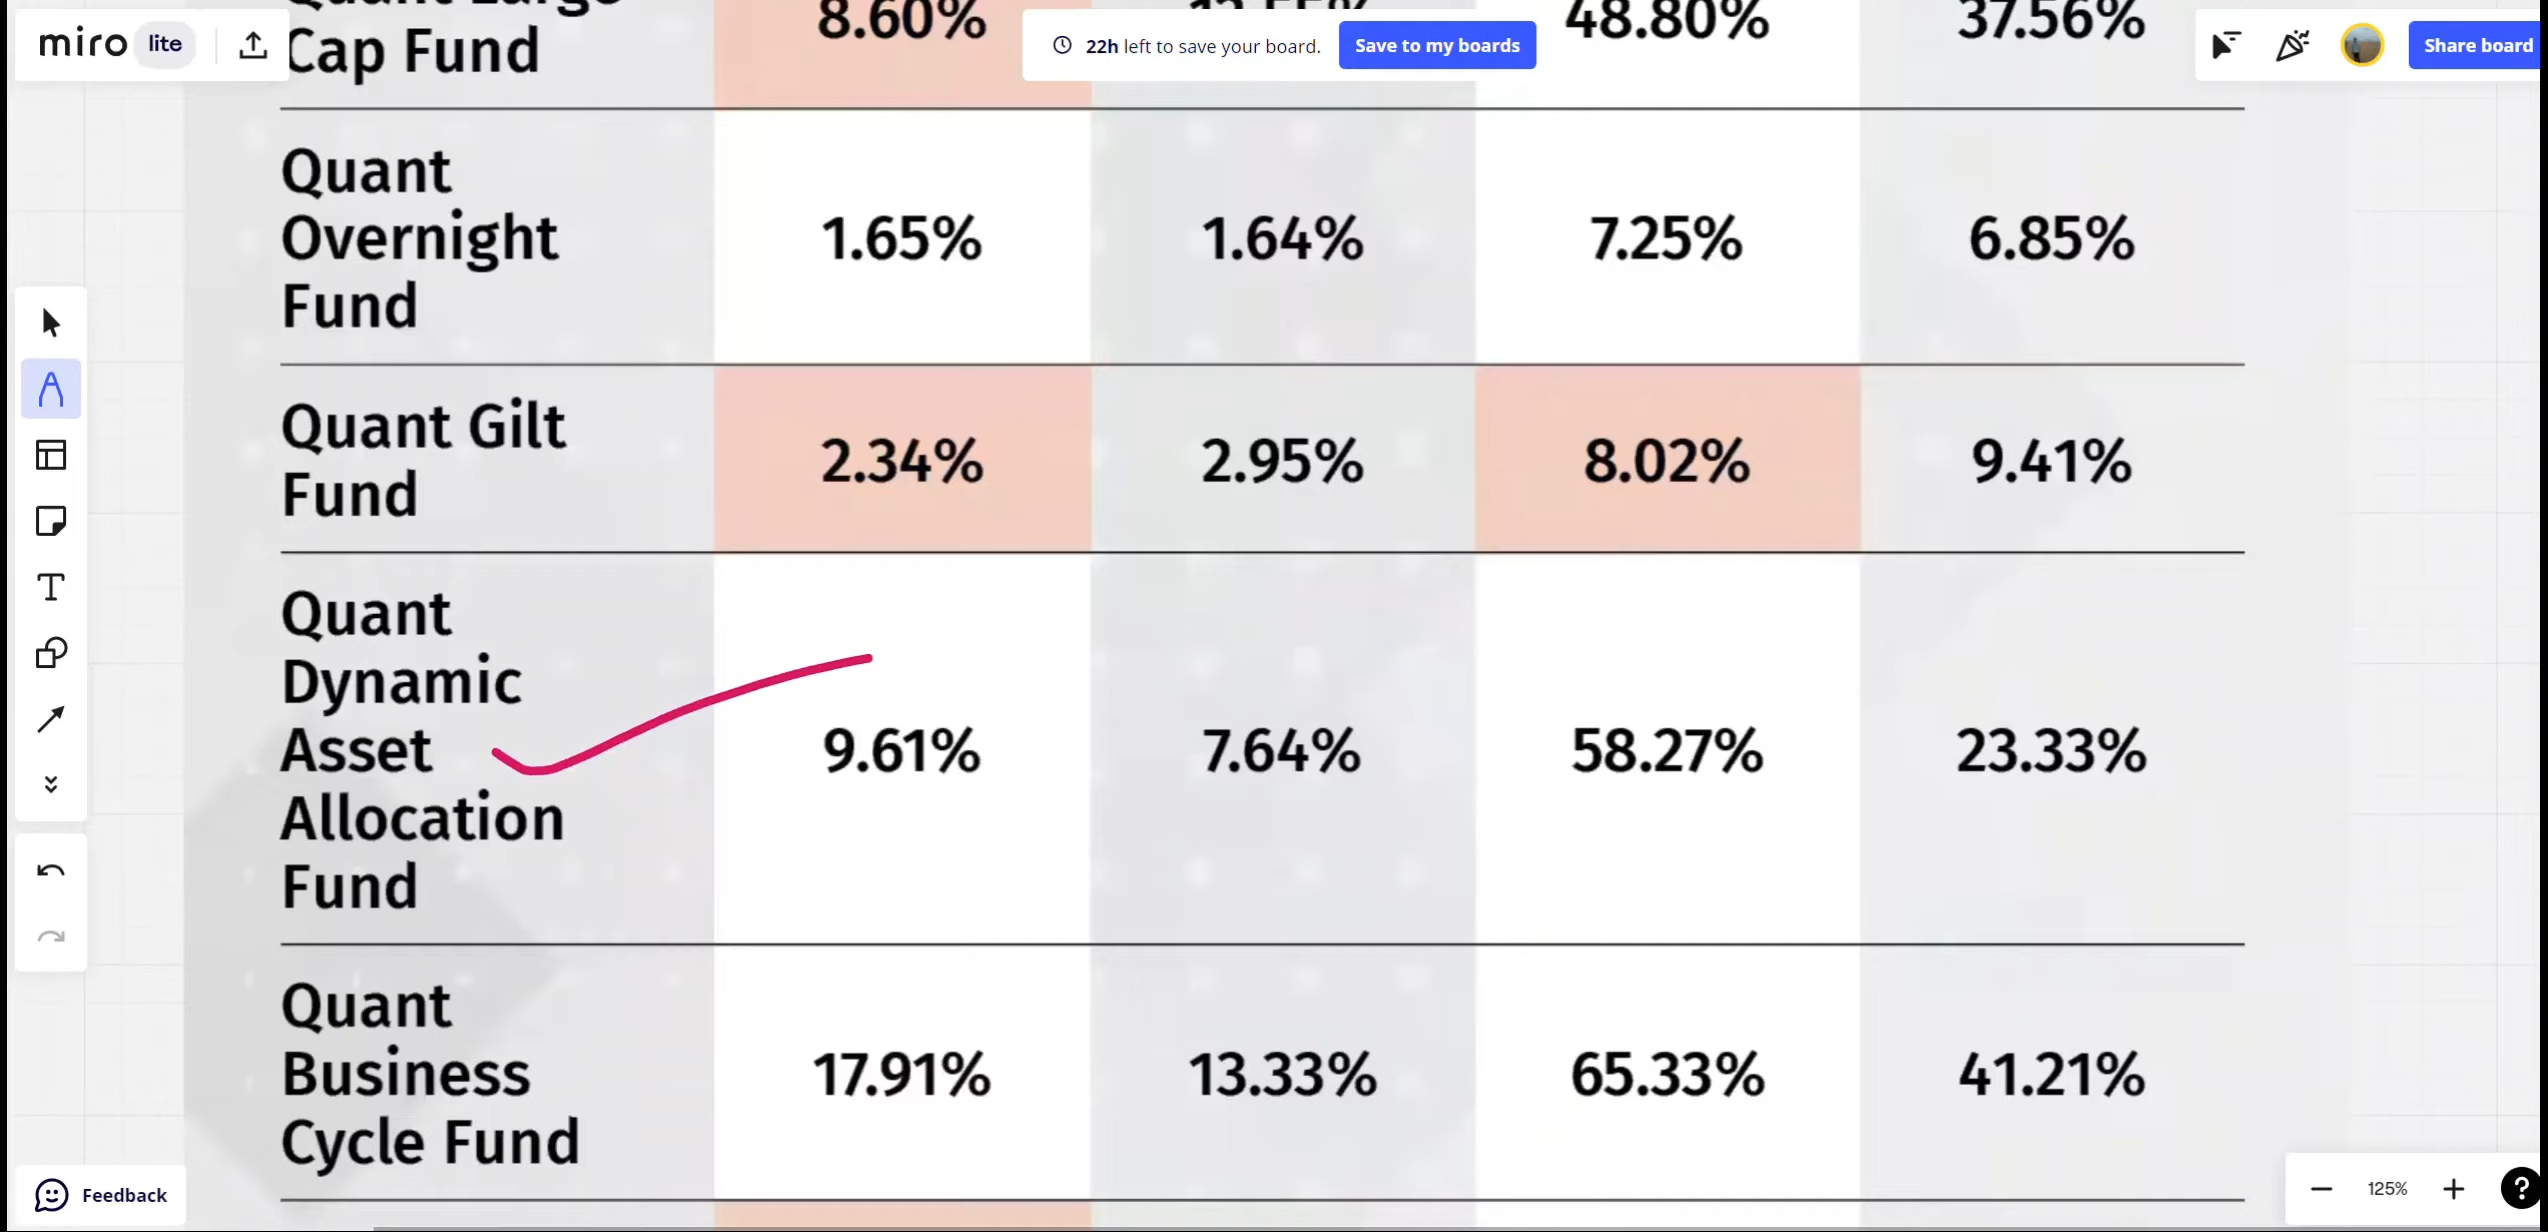 miro lite
22h left to save your board. Save to my boards
Share board
Cap Fund 8.60% 48.80% 37.56%
Quant
Overnight 1.65% 1.64% 7.25% 6.85%
Fund
Quant Gilt
Fund 2.34% 2.95% 8.02% 9.41%
Quant
Dynamic
Asset 9.61% 7.64% 58.27% 23.33%
Allocation
Fund
Quant
Business 17.91% 13.33% 65.33% 41.21%
Cycle Fund
Feedback
125%